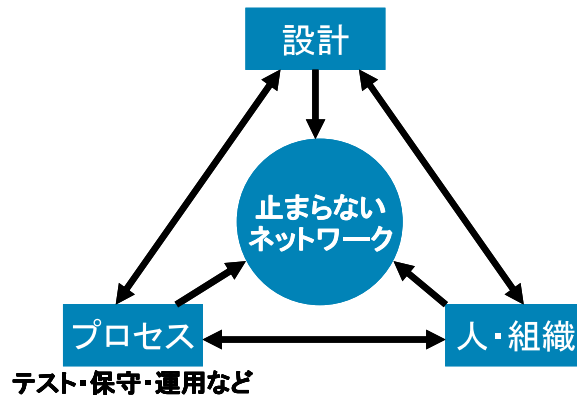 設計
止まらない
ネットワーク
プロセス
人・組織
テスト・保守・運用など